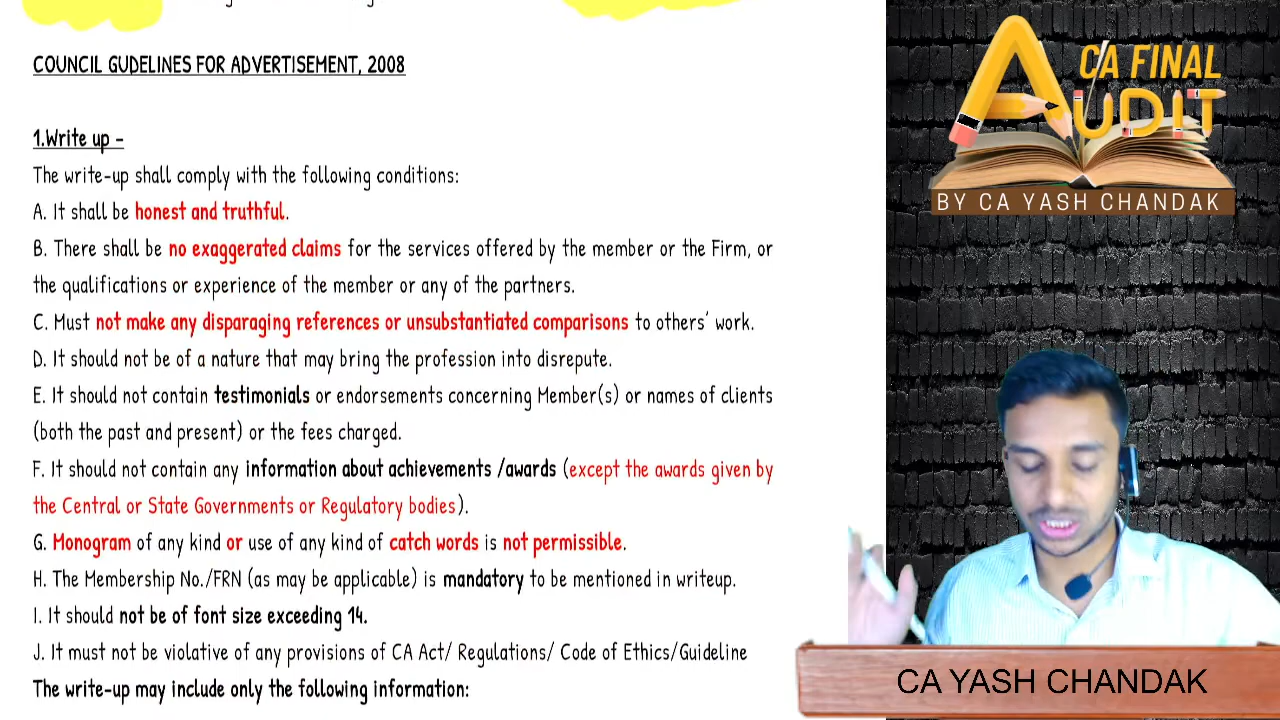 COUNCIL GUDELINES FOR ADVERTISEMENT, 2008
1.Write up -
The write-up shall comply with the following conditions:
A. It shall be honest and truthful.
B. There shall be no exaggerated claims for the services offered by the member or the Firm, or
the qualifications or experience of the member or any of the partners.
C. Must not make any disparaging references or unsubstantiated comparisons to others' work.
D. It should not be of a nature that may bring the profession into disrepute.
E. It should not contain testimonials or endorsements concerning Member(s) or names of clients
(both the past and present) or the fees charged.
F. It should not contain any information about achievements /awards (except the awards given by
the Central or State Governments or Regulatory bodies).
G. Monogram of any kind or use of any kind of catch words is not permissible.
H. The Membership No./FRN (as may be applicable) is mandatory to be mentioned in writeup.
I. It should not be of font size exceeding 14.
J. It must not be violative of any provisions of CA Act/ Regulations/ Code of Ethics/Guideline
The write-up may include only the following information:
CA FINAL
AUDIT
BY CA YASH CHANDAK
CA YASH CHANDAK